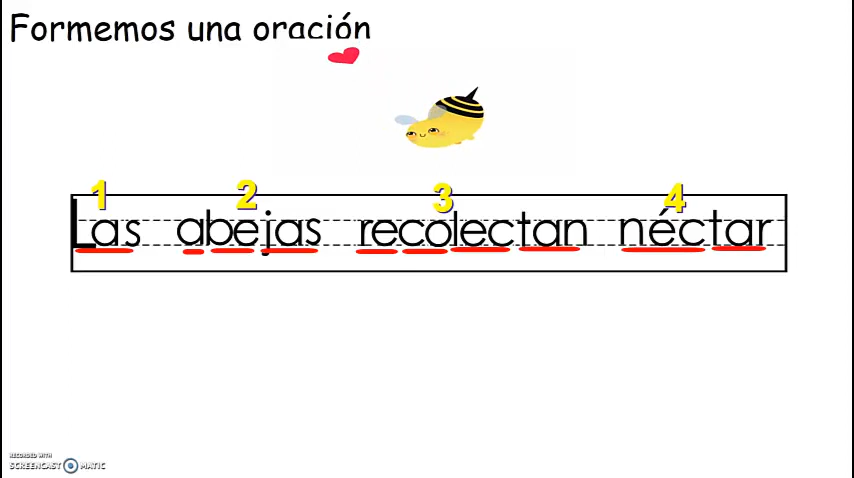 Formemos una oración
1 2 3 4
Las abejas recolectan néctar
RECORDED WITH
SCREENCAST MATIC